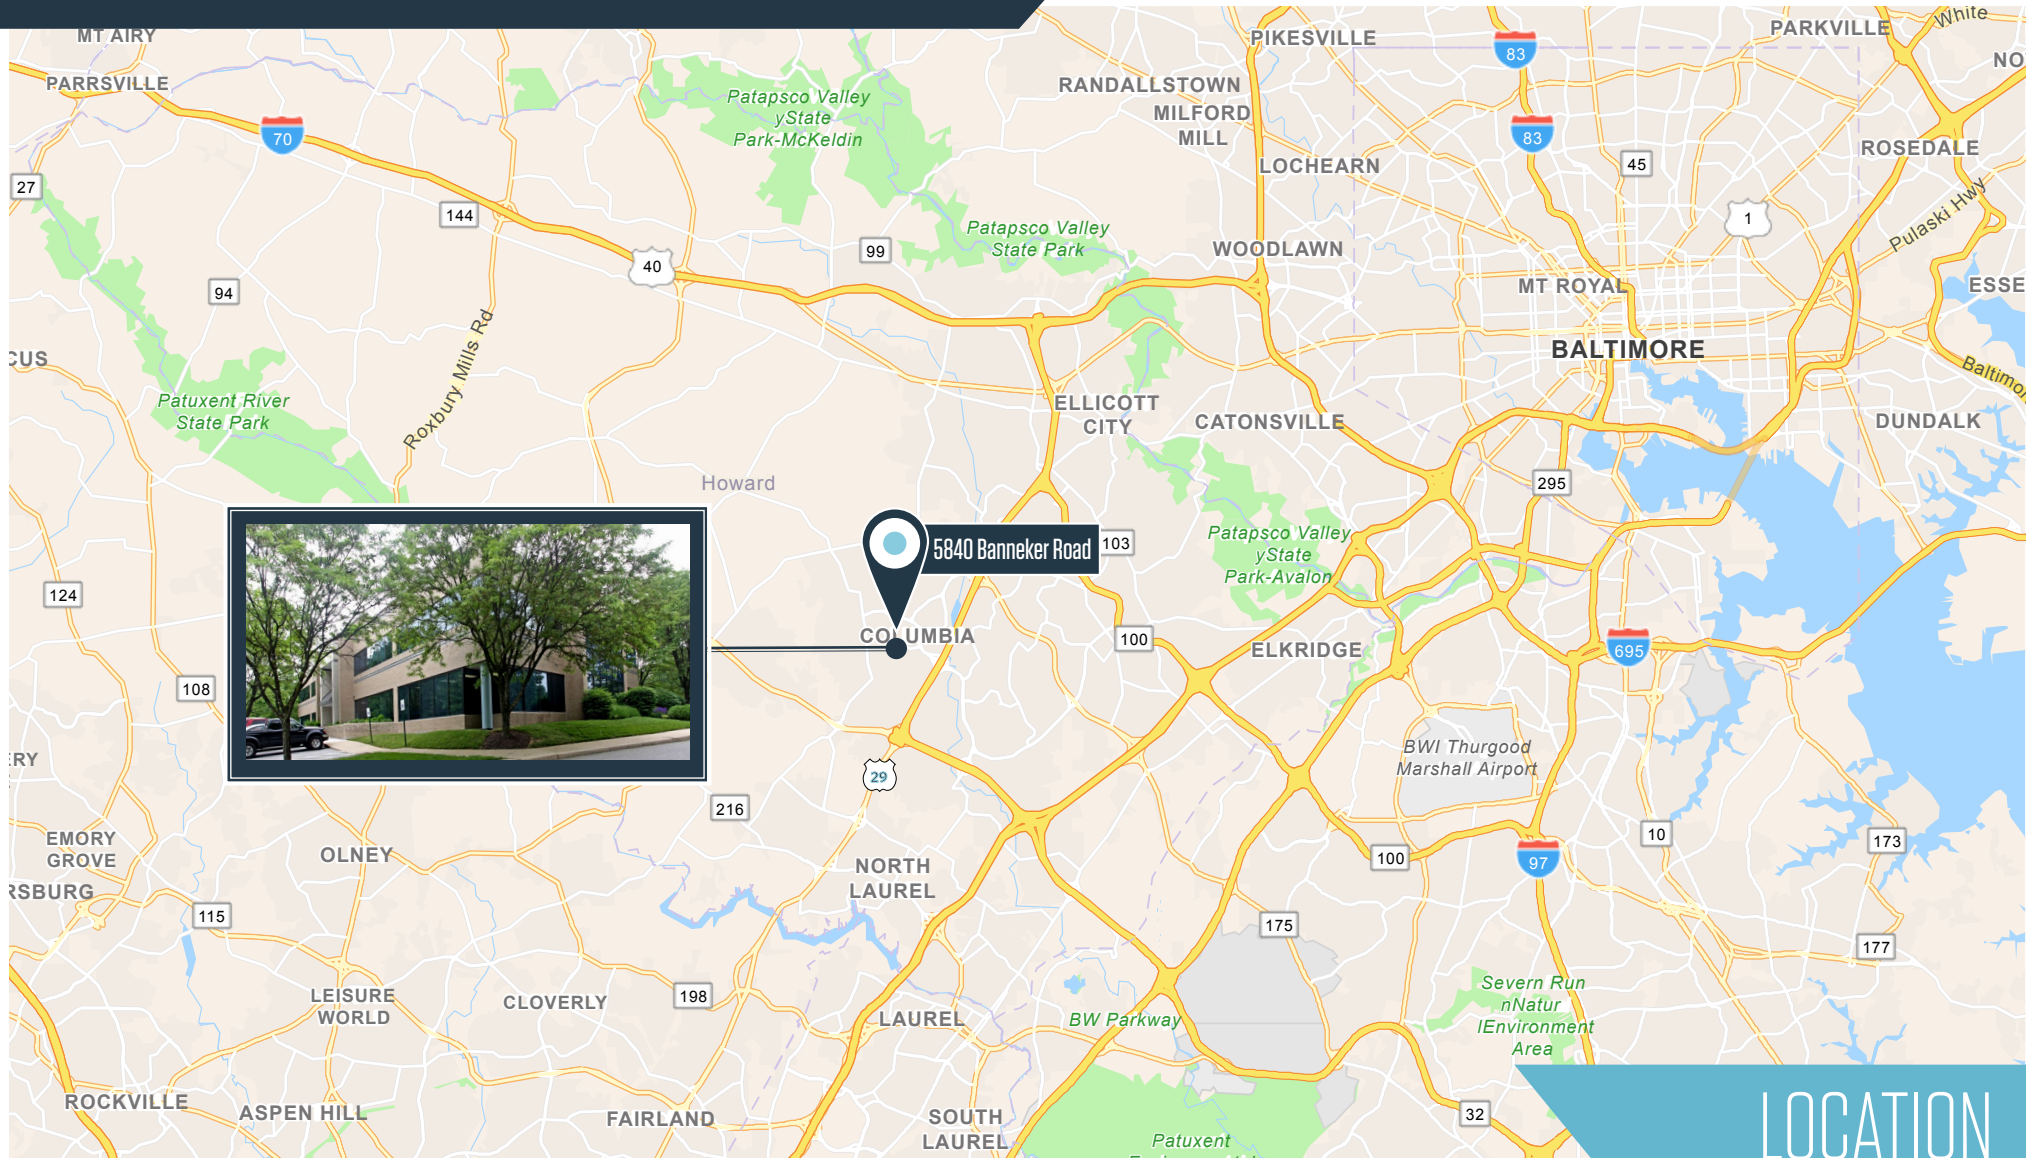 MT AIRY
PIKESVILLE
83
PARKVILLE
White
PARRSVILLE
Patapsco Valley
yState
Park-McKeldin
RANDALLSTOWN
MILFORD
MILL
NO
70
83
ROSEDALE
LOCHEARN
45
27
144
1
Pulaski Hwy
99
Patapsco Valley
State Park
WOODLAWN
40
94
MT ROYAL
ESSE
Roxbury Mills Rd
BALTIMORE
CUS
Baltimo
Patuxent River
State Park
ELLICOTT
CITY
CATONSVILLE
DUNDALK
Howard
295
5840 Banneker Road
103
Patapsco Valley
yState
Park-Avalon
124
COLUMBIA
100
ELKRIDGE
695
108
ERY
BWI Thurgood
Marshall Airport
29
216
EMORY
GROVE
OLNEY
10
173
NORTH
LAUREL
100
97
RSBURG
115
175
177
LEISURE
WORLD
CLOVERLY
198
LAUREL
BW Parkway
Severn Run
nNatur
lEnvironment
Area
ROCKVILLE
ASPEN HILL
FAIRLAND
SOUTH
LAUREL
32
Patuxent
LOCATION